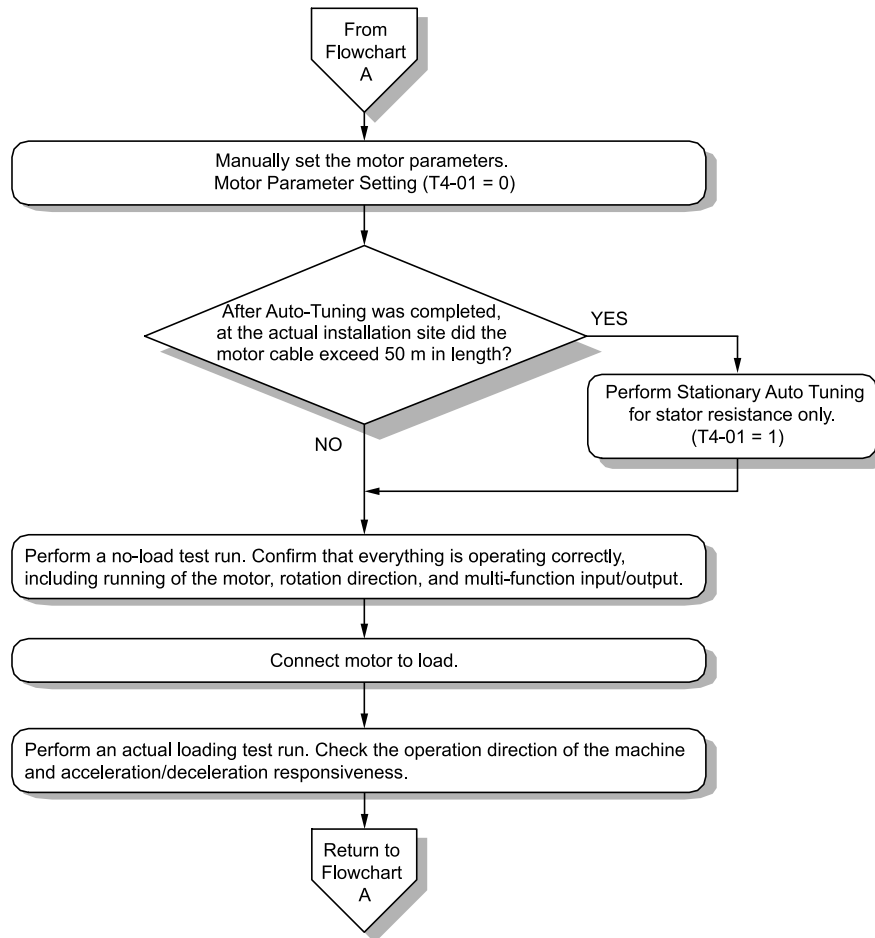 From
Flowchart
A
Manually set the motor parameters.
Motor Parameter Setting (T4-01 = 0)
After Auto-Tuning was completed,
at the actual installation site did the
motor cable exceed 50 m in length?
YES
Perform Stationary Auto Tuning
for stator resistance only.
(T4-01 = 1)
NO
Perform a no-load test run. Confirm that everything is operating correctly,
including running of the motor, rotation direction, and multi-function input/output.
Connect motor to load.
Perform an actual loading test run. Check the operation direction of the machine
and acceleration/deceleration responsiveness.
Return to
Flowchart
A